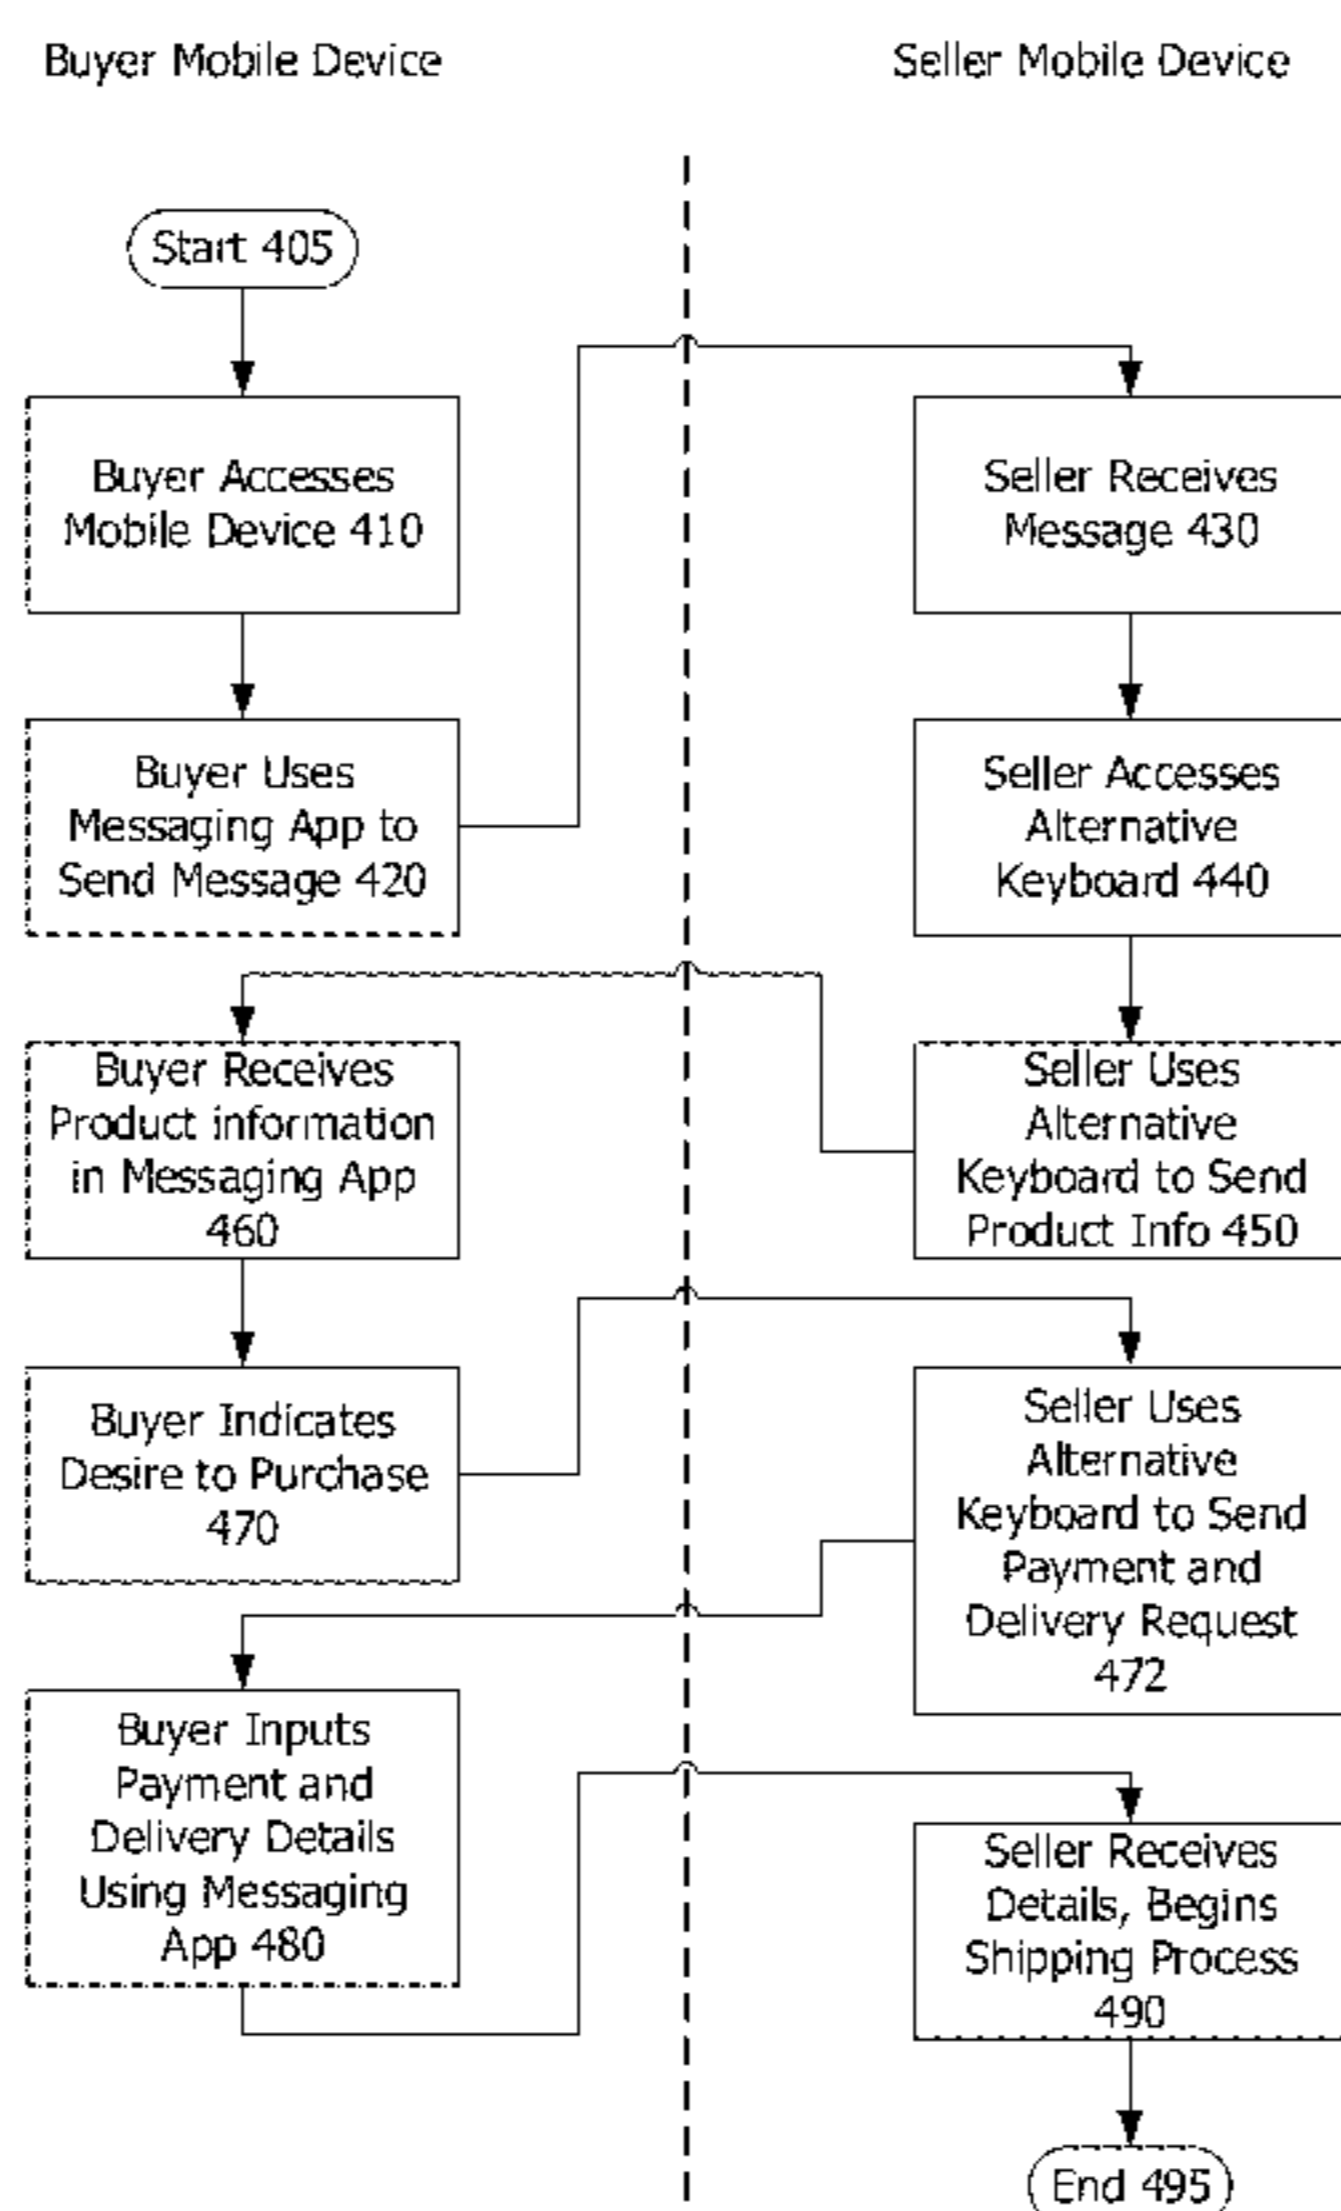 Buyer Mobile Device
Seller Mobile Device
Start 405
Buyer Accesses
Mobile Device 410
Seller Receives
Message 430
Buyer Uses
Messaging App to
Send Message 420
Seller Accesses
Alternative
Keyboard 440
Buyer Receives
Product information
in Messaging App
460
Seller Uses
Alternative
Keyboard to Send
Product Info 450
Buyer Indicates
Desire to Purchase
470
Seller Uses
Alternative
Keyboard to Send
Payment and
Delivery Request
472
Buyer Inputs
Payment and
Delivery Details
Using Messaging
App 480
Seller Receives
Details, Begins
Shipping Process
490
End 495